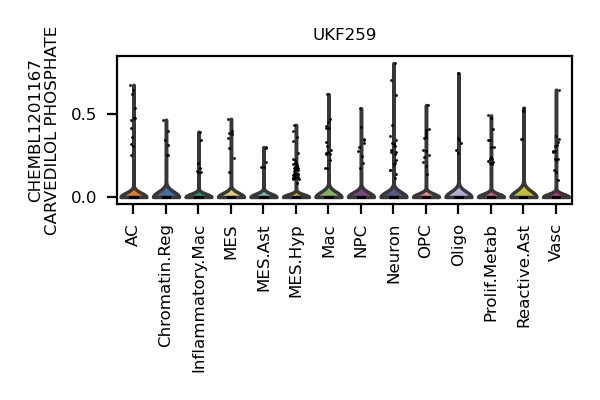 UKF259
CHEMBL1201167
CARVEDILOL PHOSPHATE
0.5
0.0
AC
Chromatin.Reg
Inflammatory.Mac
MES
MES.Ast
MES.Hyp
Mac
NPC
Neuron
OPC
Oligo
Prolif.Metab
Reactive.Ast
Vasc